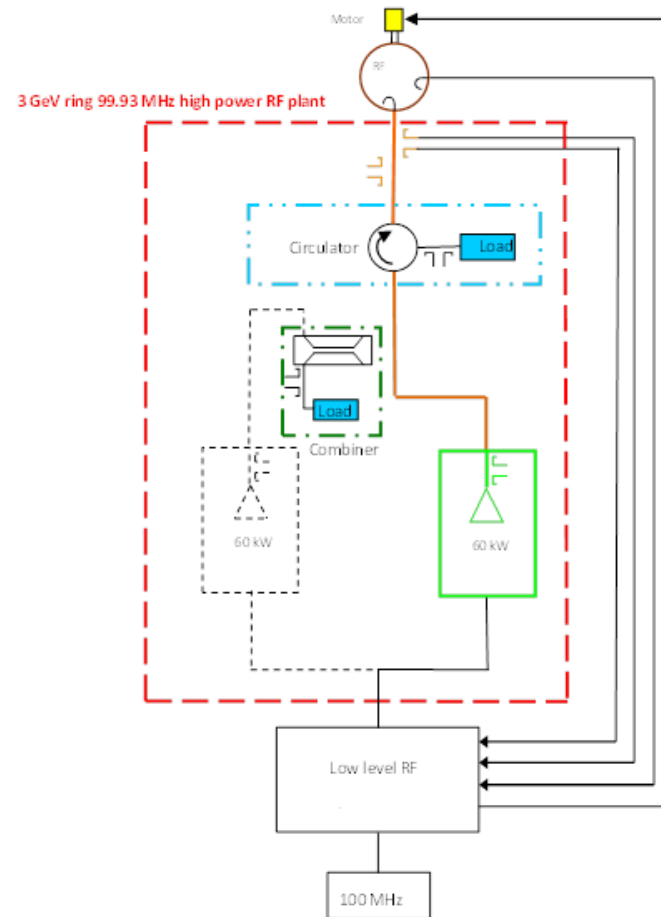 Motor
RF
3 GeV ring 99.93 MHz high power RF plant
Circulator
Load
Load
Combiner
60 kW
60 kW
Low level RF
100 MHz